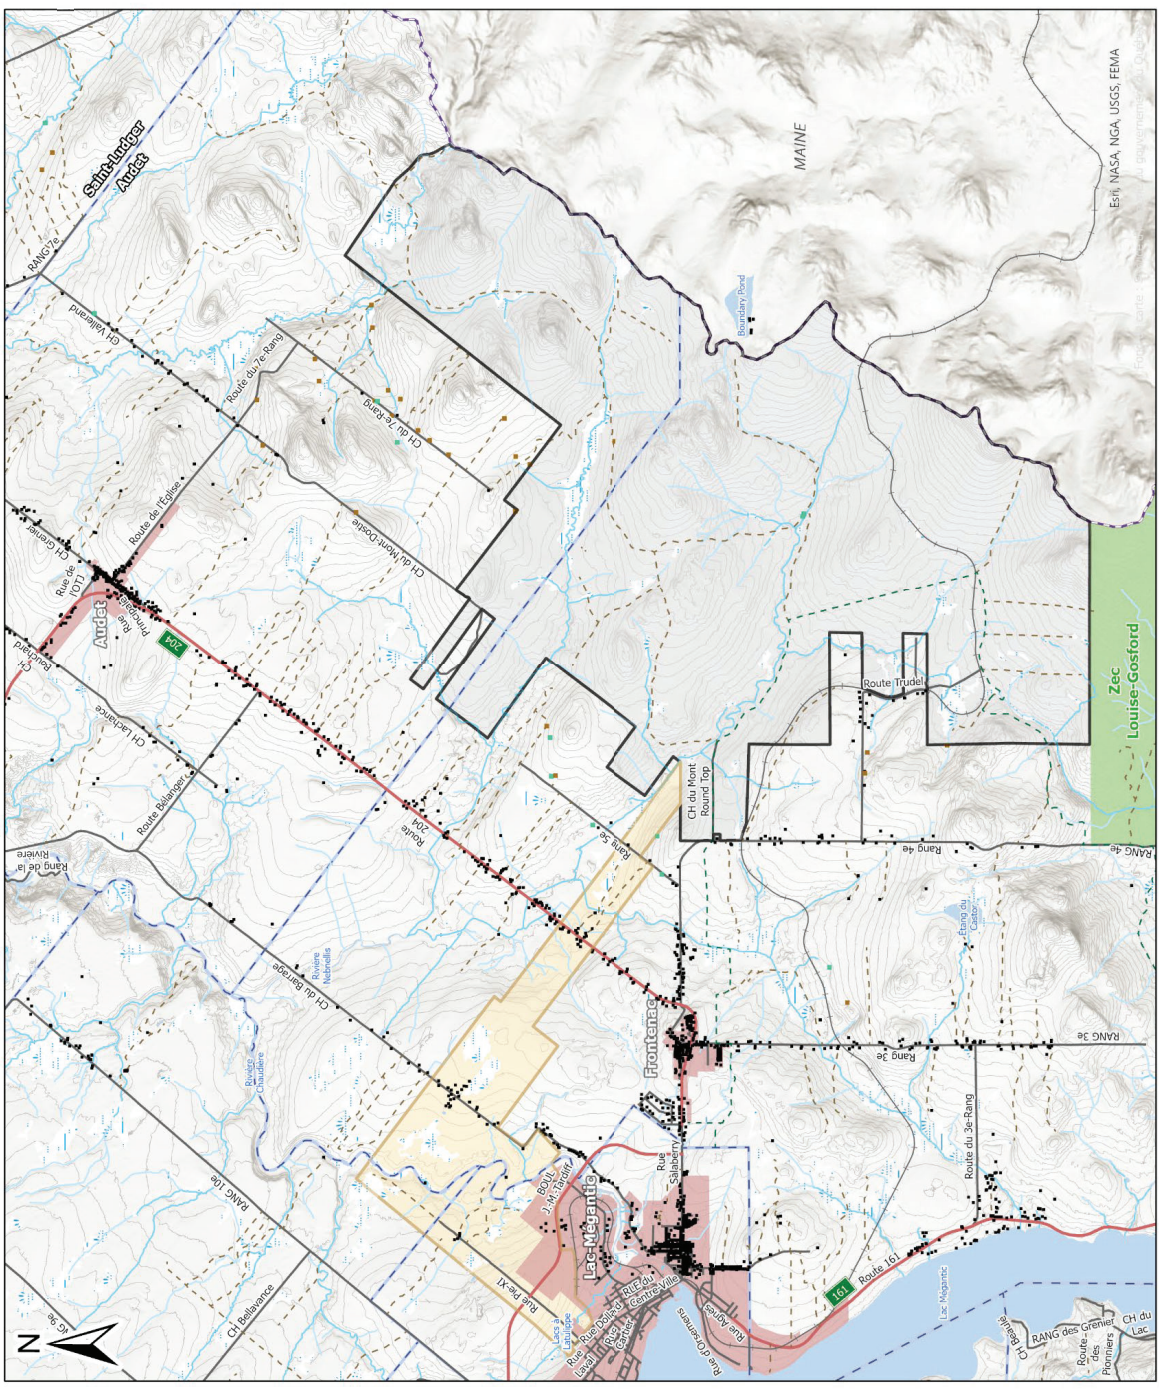 MAINE
Esri, NASA, NGA, USGS, FEMA
Saint-Ludger
Audet
RANG 7e
CH Vallerand
Boundary Pond
Route du 7e-Rang
CH du 7e-Rang
CH Grenier
Route de l'Église
Rue de
l'OTJ
Audet
Rue
Principale
204
CH du Mont-Dostie
CH
Bouchard
CH Lachance
Route Bélanger
Route
204
Rang de la
Rivière
Route Trudel
Zec
Louise-Gosford
CH du Mont
Round Top
Rang 5e
Rang 4e
RANG 4e
Étang du
Castor
CH du Barrage
Rivière
Nebnellis
Frontenac
Rang 3e
RANG 3e
Rivière
Chaudière
Route du 3e-Rang
Rue
Salaberry
BOUL
J.-M.-Tardif
RANG 10e
Lac-Mégantic
Rue Pie-XI
CH Bellavance
Lacs à
Latulippe
Rue
Laval
Rue Dollard
Rue
Cartier
RLE du
Centre-Ville
Rue d'Orsennens
Rue Agnès
161
Route 161
Lac Mégantic
CH Beaulé
RANG des Grenier
Route
des
Pionniers
CH du
Lac
N